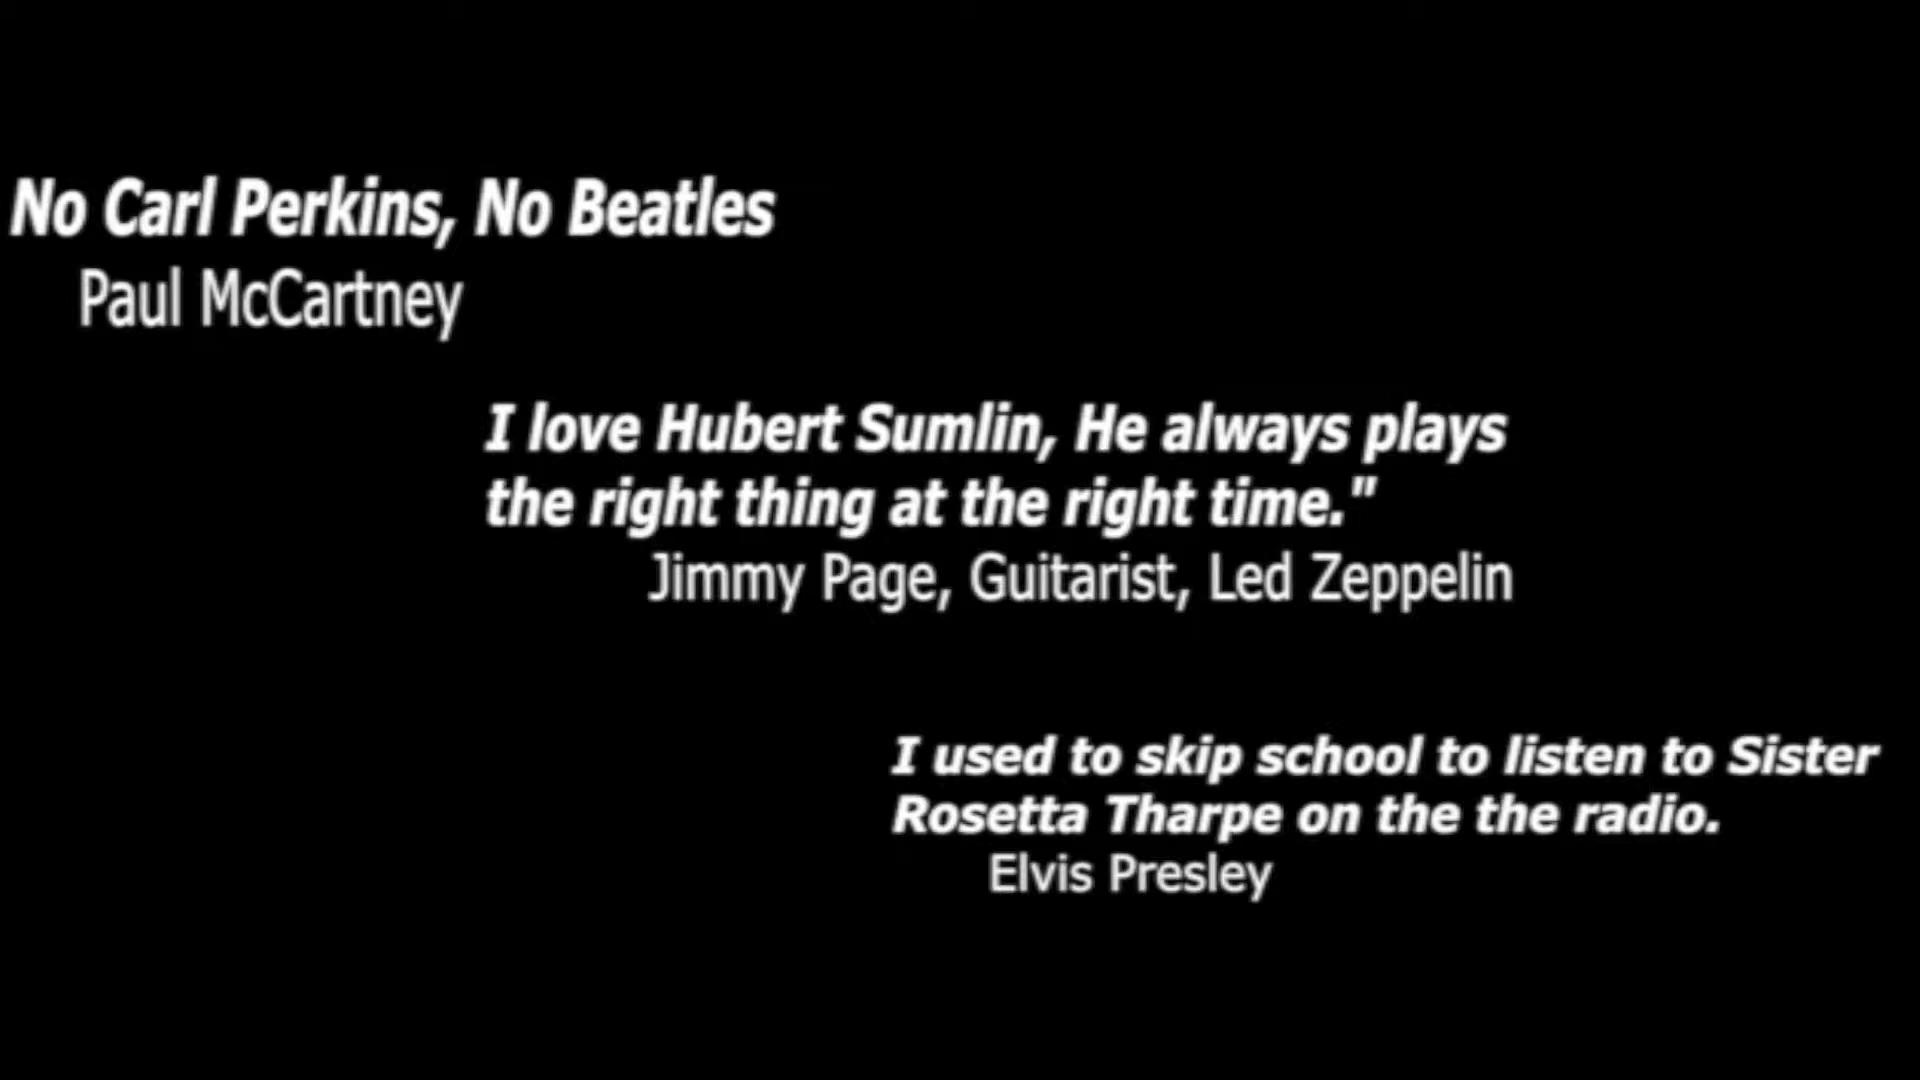 No Carl Perkins, No Beatles
Paul McCartney
I love Hubert Sumlin, He always plays
the right thing at the right time."
Jimmy Page, Guitarist, Led Zeppelin
I used to skip school to listen to Sister
Rosetta Tharpe on the the radio.
Elvis Presley